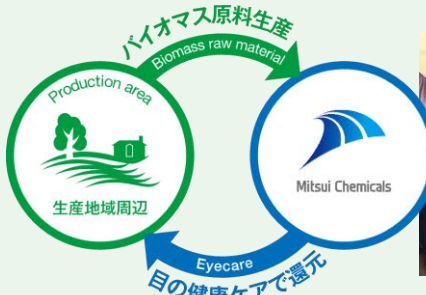 バイオマス原料生産
Biomass raw material
Production area
生産地域周辺
Mitsui Chemicals
Eyecare
目の健康ケアで還元